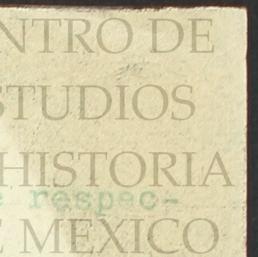 NTRO DE
STUDIOS
HISTORIA
e respec-
E MEXICO